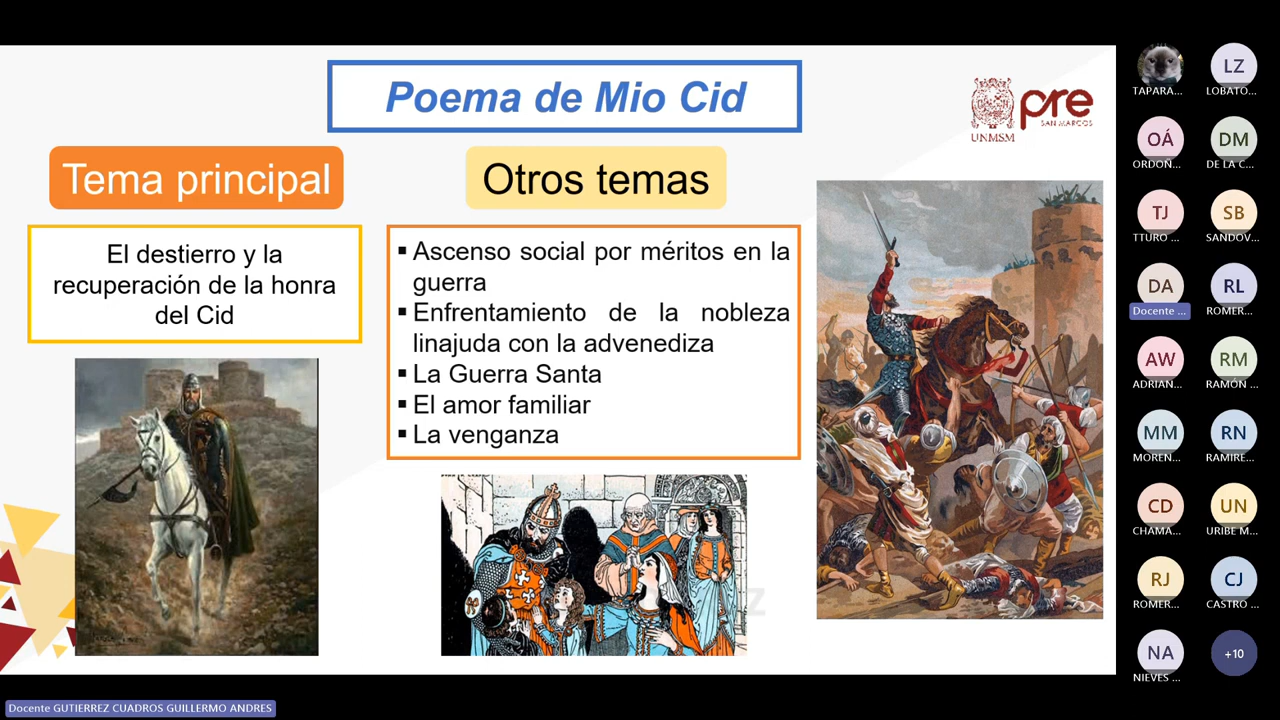 Poema de Mio Cid
UNMSM
pre
SAN MARCOS
Tema principal
El destierro y la
recuperación de la honra
del Cid
Otros temas
▪ Ascenso social por méritos en la
guerra
▪ Enfrentamiento de la nobleza
linajuda con la advenediza
▪ La Guerra Santa
▪ El amor familiar
▪ La venganza
TAPARA...
LZ
LOBATO...
OÁ
ORDOÑ...
DM
DE LA C...
TJ
TTURO ...
SB
SANDOV...
DA
Docente ...
RL
ROMER...
AW
ADRIAN...
RM
RAMÓN ...
MM
MOREN...
RN
RAMIRE...
CD
CHAMA...
UN
URIBE M...
RJ
ROMER...
CJ
CASTRO ...
NA
NIEVES ...
+10
Docente GUTIERREZ CUADROS GUILLERMO ANDRES